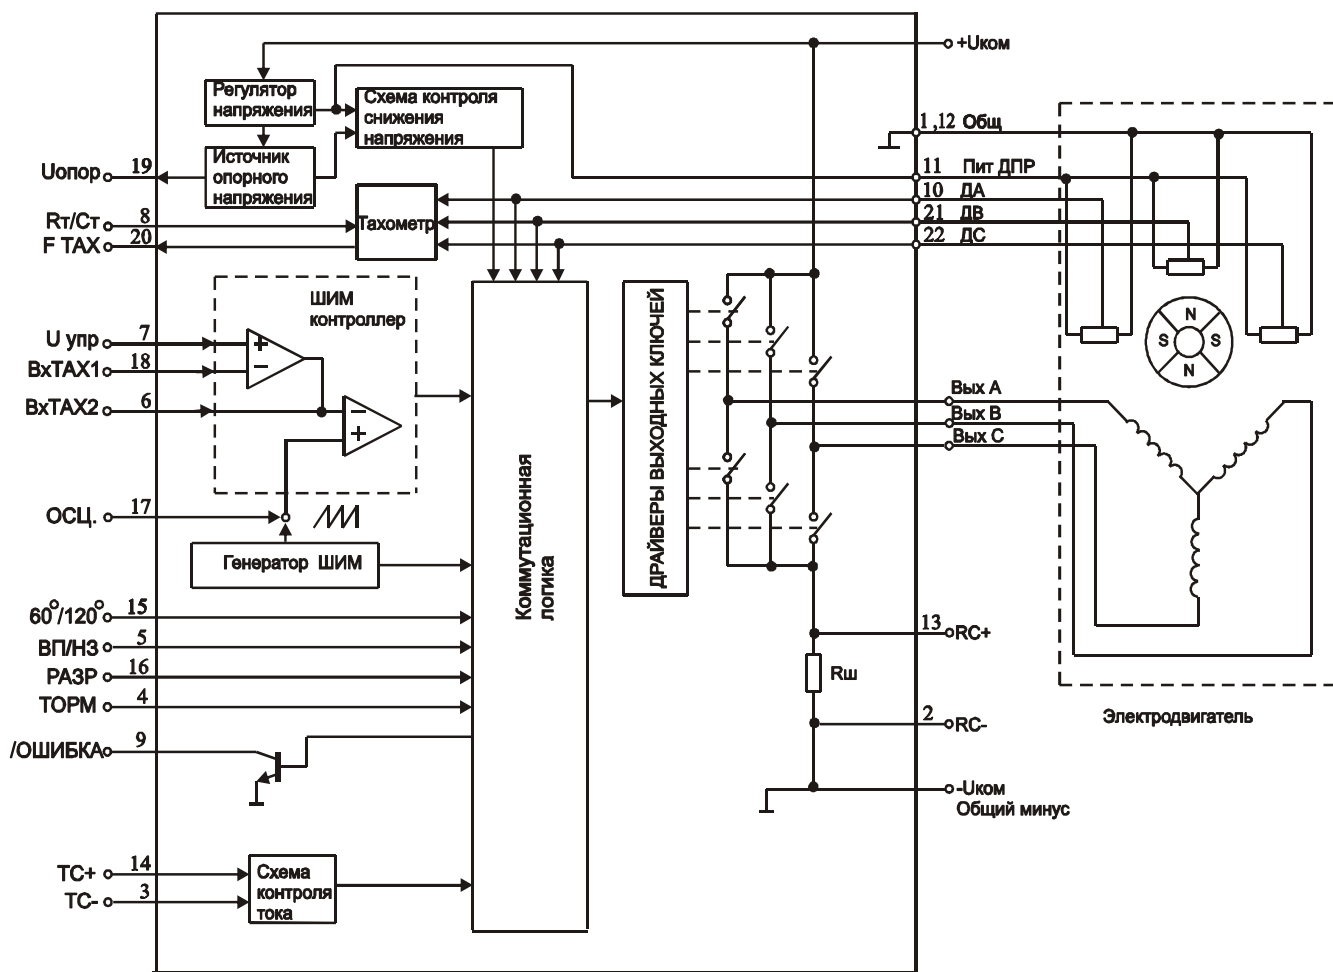 +Uком
Регулятор
напряжения
Схема контроля
снижения
напряжения
1 ,12 Общ
Uопор 19
Источник
опорного
напряжения
11 Пит ДПР
10 ДА
21 ДВ
22 ДС
Rт/Ст 8
F ТАХ 20
Тахометр
ШИМ
контроллер
U упр 7
+
−
ВхТАХ1 18
ВхТАХ2 6
−
+
ОСЦ. 17
Генератор ШИМ
Коммутационная
логика
ДРАЙВЕРЫ ВЫХОДНЫХ КЛЮЧЕЙ
N
S S
N
Вых А
Вых В
Вых С
60°/120° 15
ВП/НЗ 5
РАЗР 16
ТОРМ 4
/ОШИБКА 9
13 RC+
Rш
2 RC-
Электродвигатель
-Uком
Общий минус
ТС+ 14
ТС- 3
Схема
контроля
тока